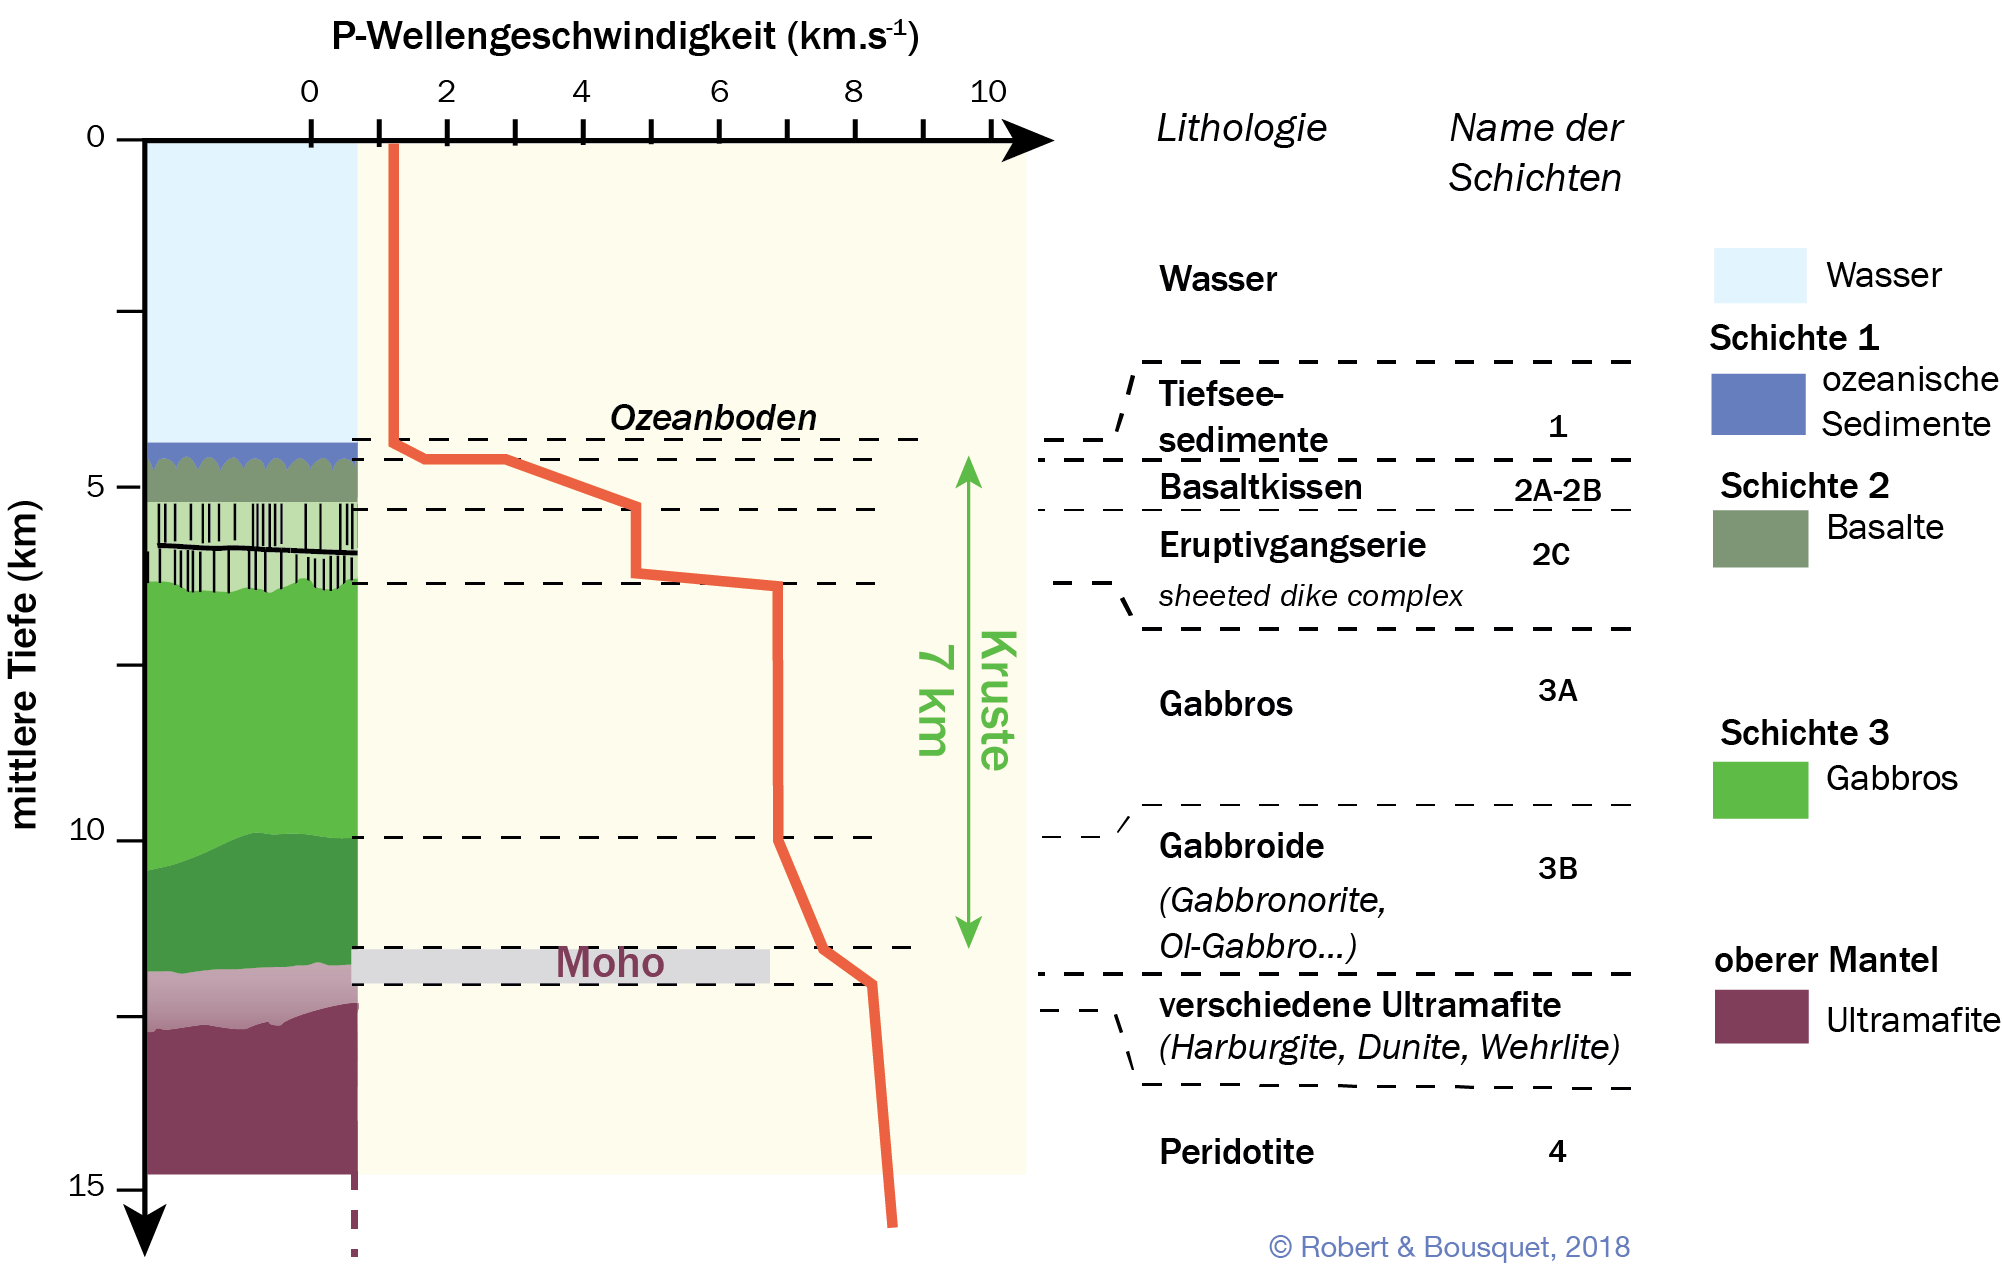 P-Wellengeschwindigkeit (km.s-1)
0 2 4 6 8 10
0
5
10
15
mittlere Tiefe (km)
Ozeanboden
Kruste
7 km
Moho
Lithologie
Name der
Schichten
Wasser
Tiefsee-
sedimente
1
Basaltkissen
2A-2B
Eruptivgangserie
2C
sheeted dike complex
Gabbros
3A
Gabbroide
3B
(Gabbronorite,
Ol-Gabbro...)
verschiedene Ultramafite
(Harburgite, Dunite, Wehrlite)
Peridotite
4
Wasser
Schichte 1
ozeanische
Sedimente
Schichte 2
Basalte
Schichte 3
Gabbros
oberer Mantel
Ultramafite
© Robert & Bousquet, 2018